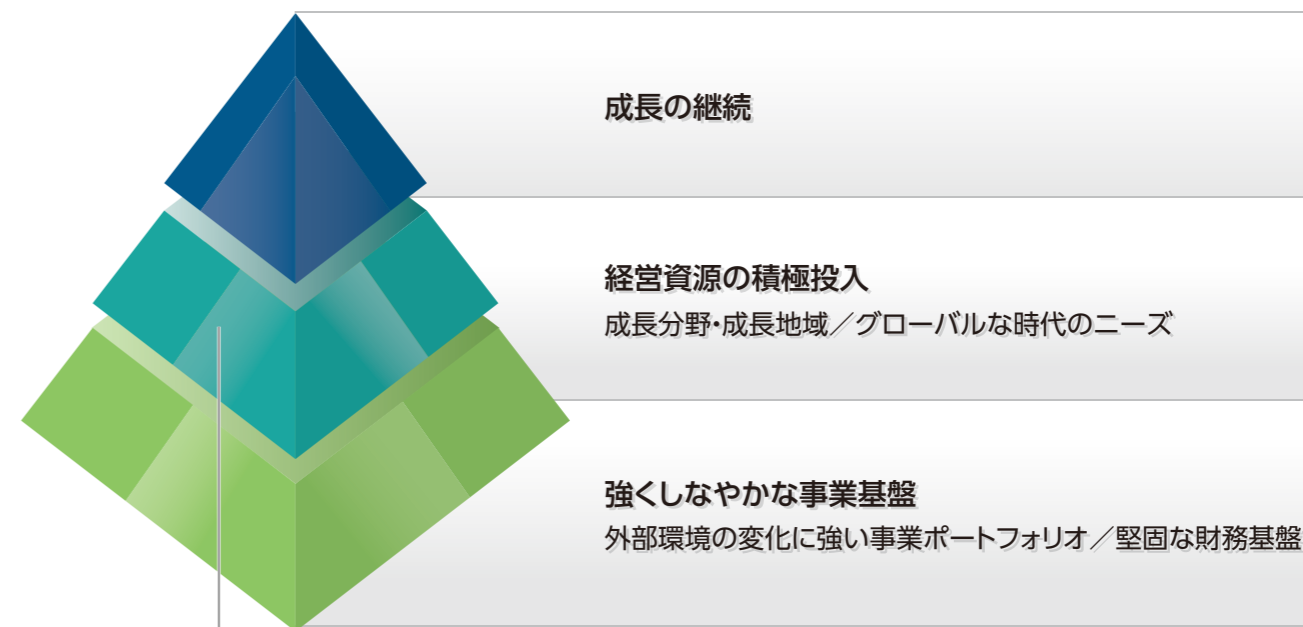 成長の継続
経営資源の積極投入
成長分野・成長地域／グローバルな時代のニーズ
強くしなやかな事業基盤
外部環境の変化に強い事業ポートフォリオ／堅固な財務基盤